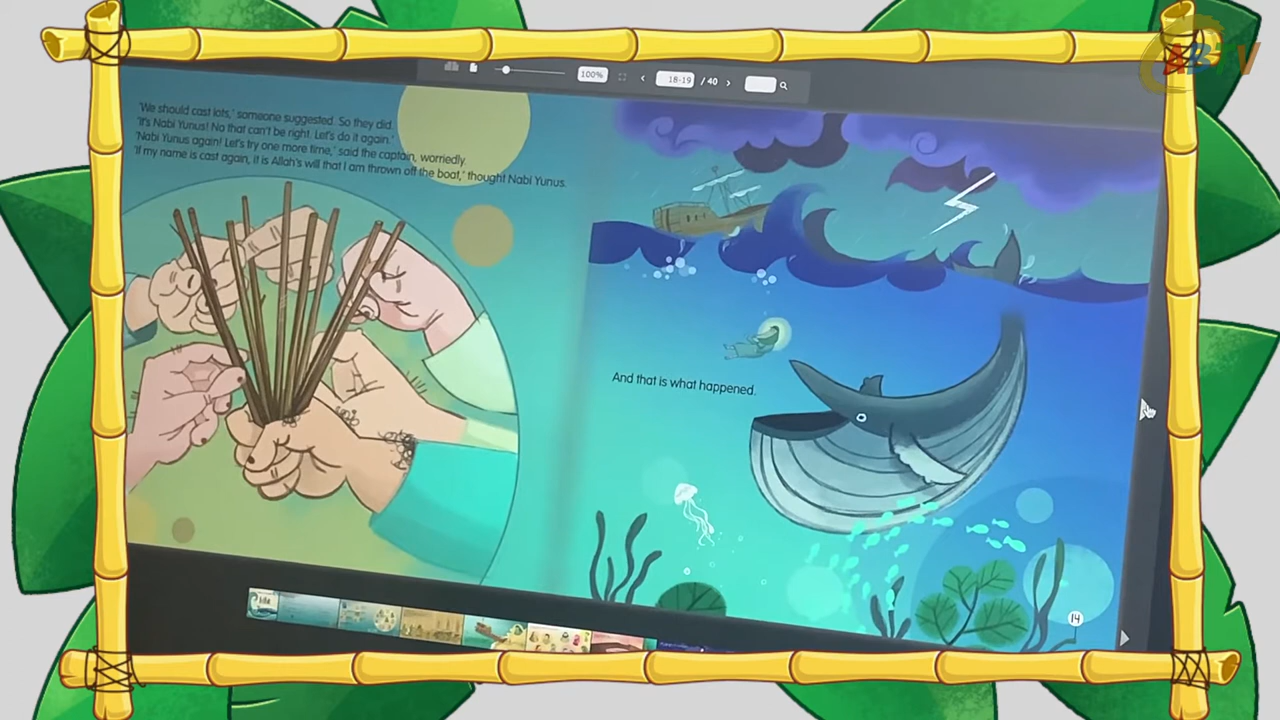 ABTV
100%
18-19 / 40
'We should cast lots,' someone suggested. So they did.
'It's Nabi Yunus! No that can't be right. Let's do it again.'
'Nabi Yunus again! Let's try one more time,' said the captain, worriedly.
'If my name is cast again, it is Allah's will that I am thrown off the boat,' thought Nabi Yunus.
And that is what happened.
14